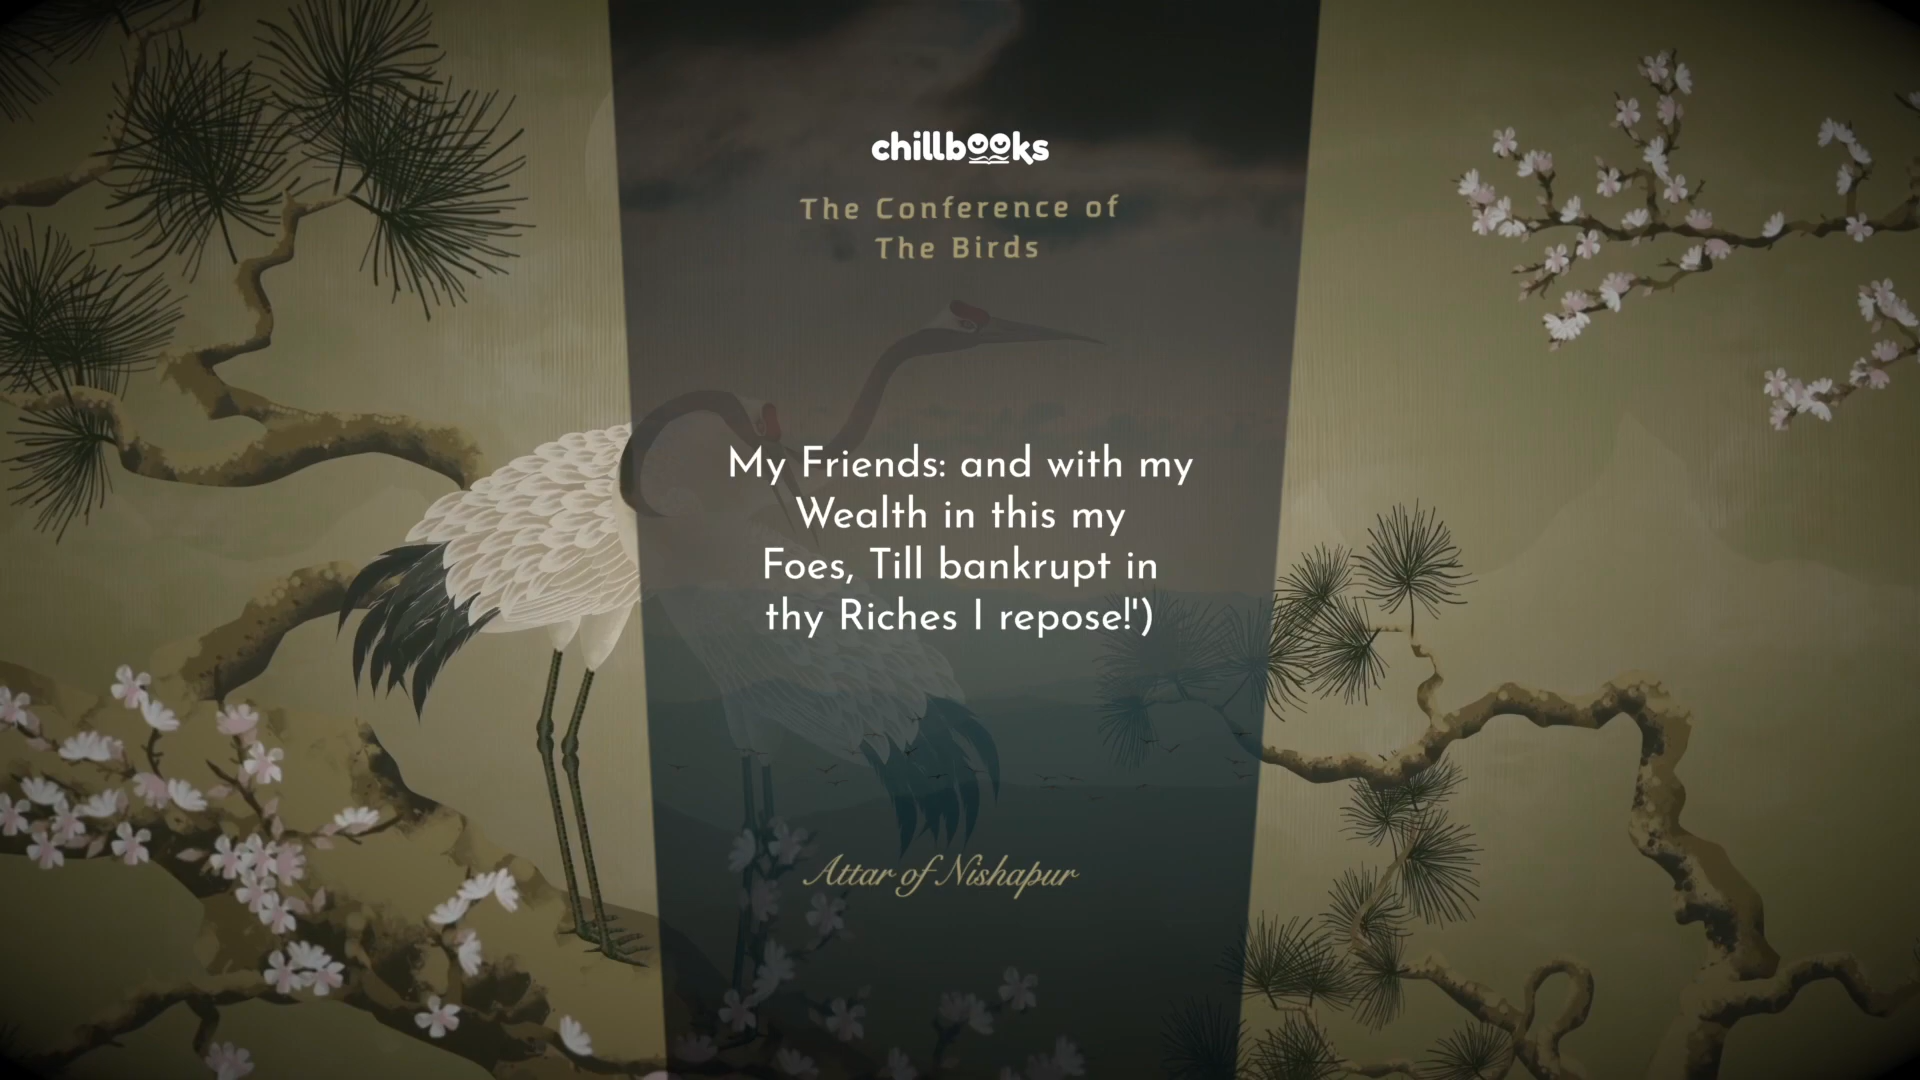 chillbooks
The Conference of
The Birds
My Friends: and with my
Wealth in this my
Foes, Till bankrupt in
thy Riches I repose!')
Attar of Nishapur